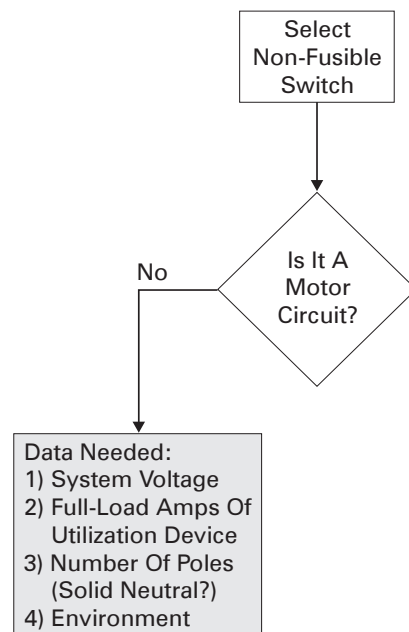 Select
Non-Fusible
Switch
Is It A
Motor
Circuit?
No
Data Needed:
1) System Voltage
2) Full-Load Amps Of
Utilization Device
3) Number Of Poles
(Solid Neutral?)
4) Environment